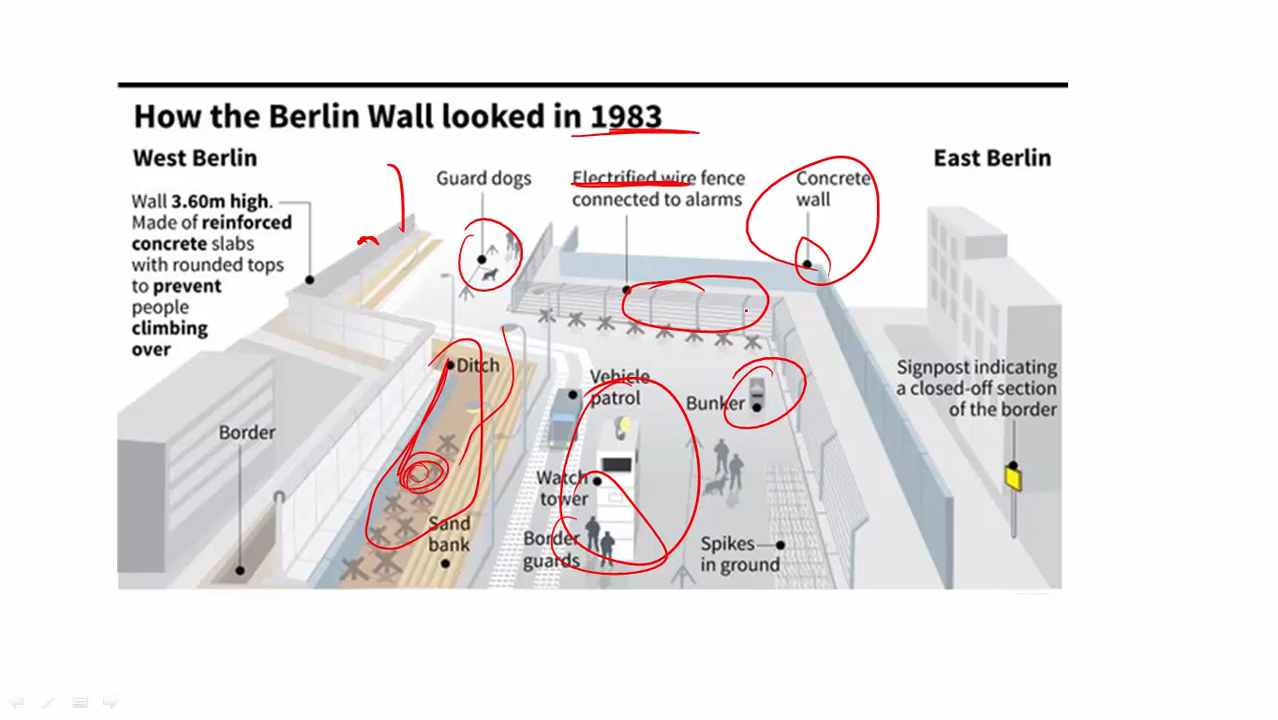 How the Berlin Wall looked in 1983
West Berlin
East Berlin
Wall 3.60m high.
Made of reinforced
concrete slabs
with rounded tops
to prevent
people
climbing
over
Guard dogs
Electrified wire fence
connected to alarms
Concrete
wall
Ditch
Vehicle
patrol
Bunker
Signpost indicating
a closed-off section
of the border
Border
Watch
tower
Sand
bank
Border
guards
Spikes
in ground